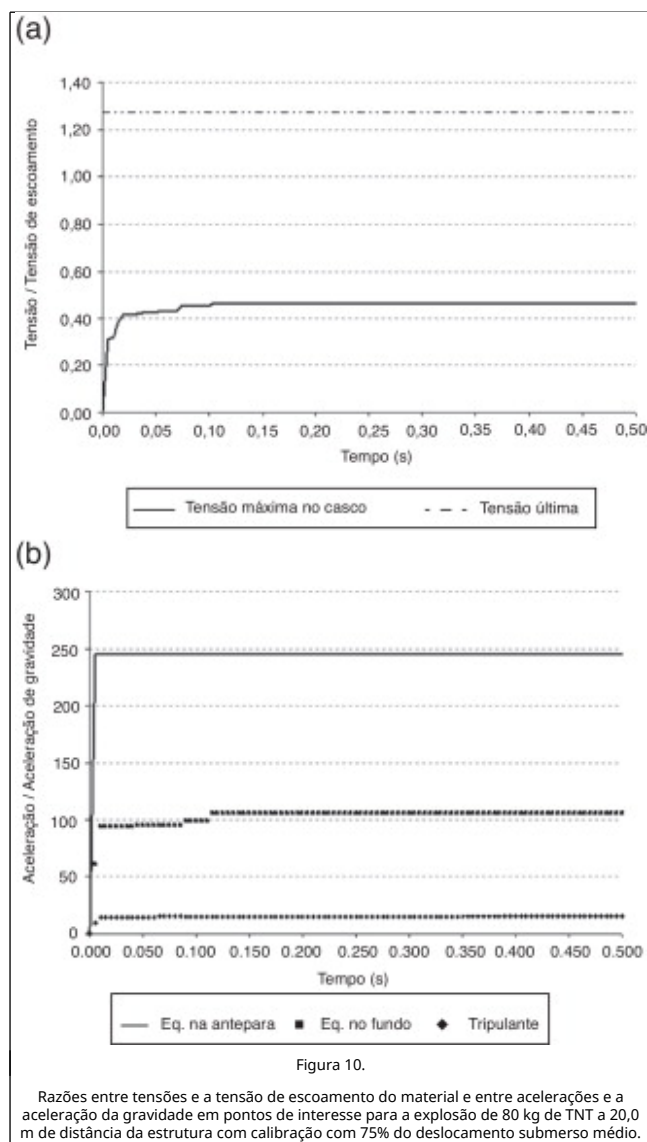 (a)
Tensão / Tensão de escoamento
1,40
1,20
1,00
0,80
0,60
0,40
0,20
0,00
0,00 0,05 0,10 0,15 0,20 0,25 0,30 0,35 0,40 0,45 0,50
Tempo (s)
Tensão máxima no casco Tensão última
(b)
Aceleração / Aceleração de gravidade
300
250
200
150
100
50
0
0.000 0.050 0.100 0.150 0.200 0.250 0.300 0.350 0.400 0.450 0.500
Tempo (s)
Eq. na antepara Eq. no fundo Tripulante
Figura 10.
Razões entre tensões e a tensão de escoamento do material e entre acelerações e a
aceleração da gravidade em pontos de interesse para a explosão de 80 kg de TNT a 20,0
m de distância da estrutura com calibração com 75% do deslocamento submerso médio.